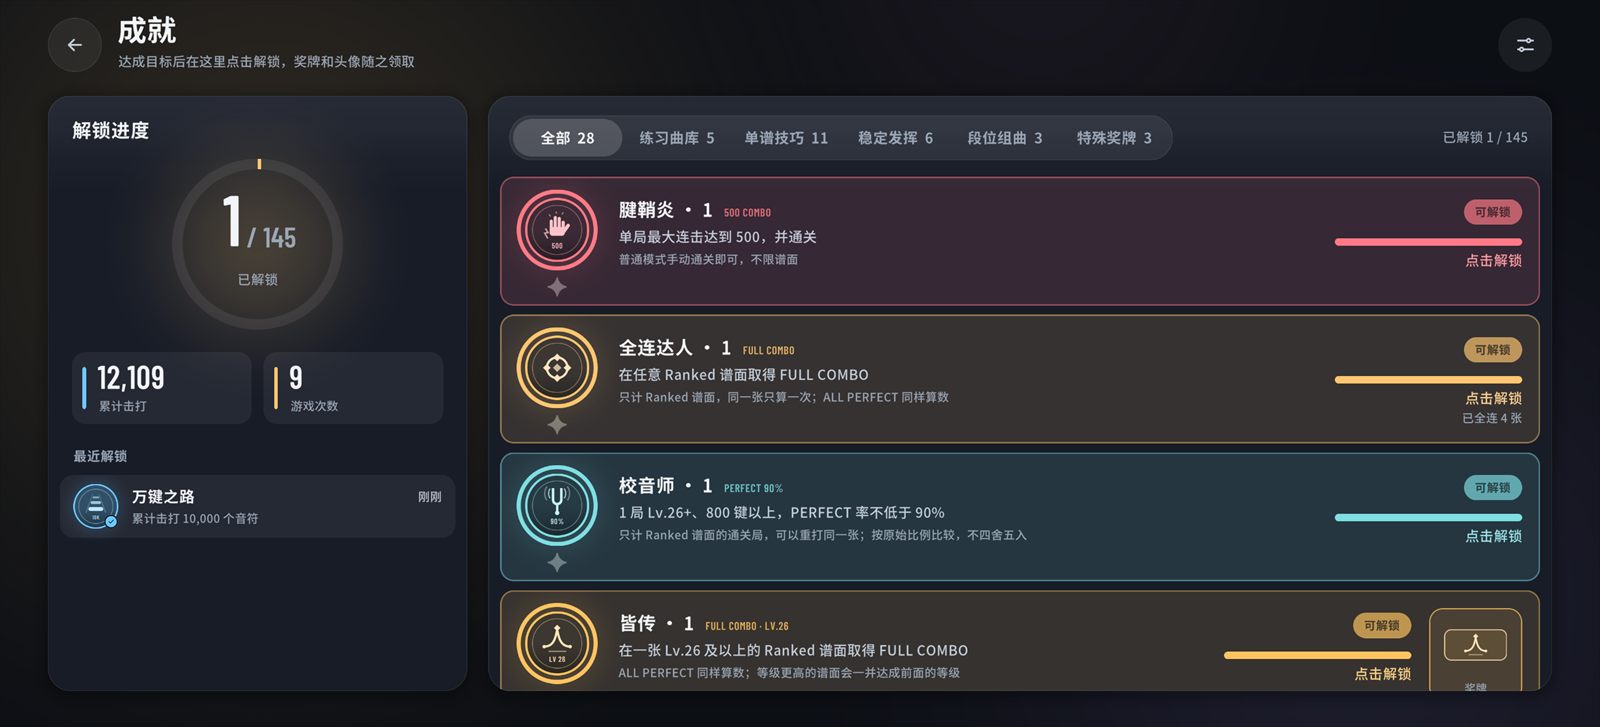 成就
达成目标后在这里点击解锁，奖牌和头像随之领取
解锁进度
1 / 145
已解锁
12,109
累计击打
9
游戏次数
最近解锁
10K
万键之路
刚刚
累计击打 10,000 个音符
全部 28
练习曲库 5
单谱技巧 11
稳定发挥 6
段位组曲 3
特殊奖牌 3
已解锁 1 / 145
500
腱鞘炎 · 1 500 COMBO
单局最大连击达到 500，并通关
普通模式手动通关即可，不限谱面
可解锁
点击解锁
全连达人 · 1 FULL COMBO
在任意 Ranked 谱面取得 FULL COMBO
只计 Ranked 谱面，同一张只算一次；ALL PERFECT 同样算数
可解锁
点击解锁
已全连 4 张
90%
校音师 · 1 PERFECT 90%
1 局 Lv.26+、800 键以上，PERFECT 率不低于 90%
只计 Ranked 谱面的通关局，可以重打同一张；按原始比例比较，不四舍五入
可解锁
点击解锁
LV 26
皆传 · 1 FULL COMBO · LV.26
在一张 Lv.26 及以上的 Ranked 谱面取得 FULL COMBO
ALL PERFECT 同样算数；等级更高的谱面会一并达成前面的等级
可解锁
点击解锁
奖牌